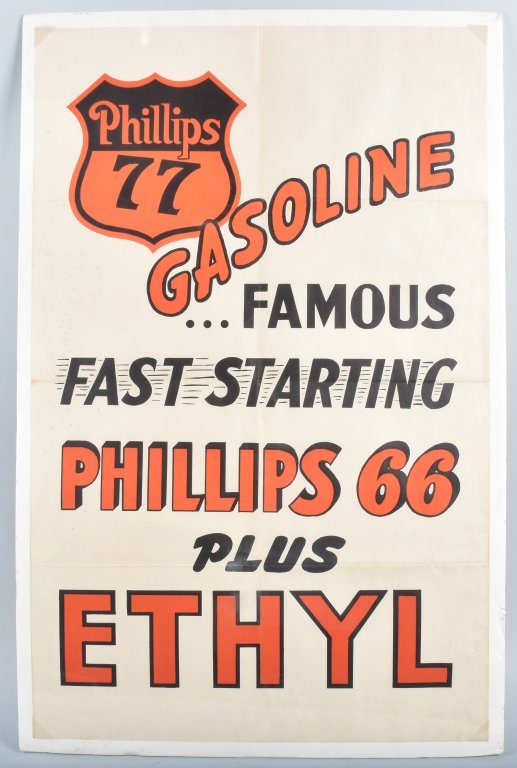 Phillips
77
GASOLINE
... FAMOUS
FAST STARTING
PHILLIPS 66
PLUS
ETHYL